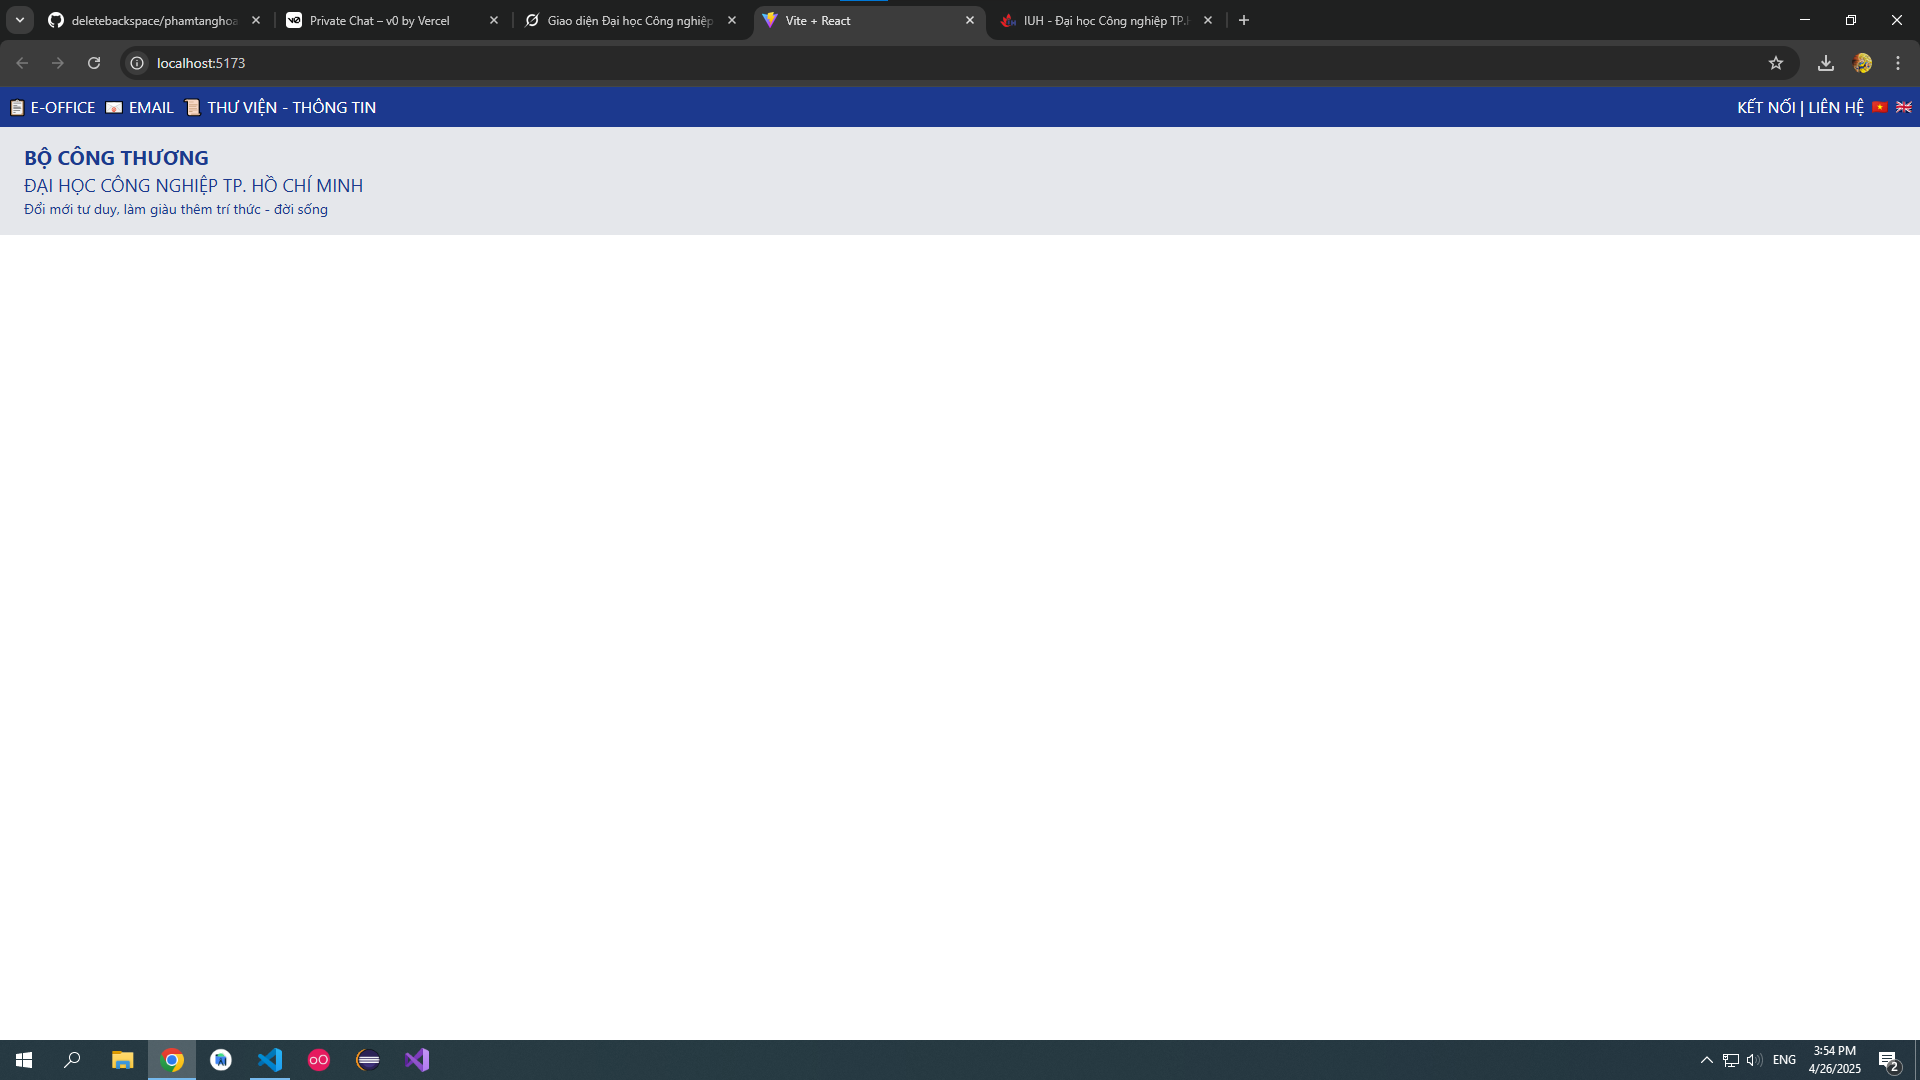 deletebackspace/phamtanghoa
Private Chat – v0 by Vercel
Giao diện Đại học Công nghiệp
Vite + React
IUH - Đại học Công nghiệp TP.
localhost:5173
E-OFFICE EMAIL THƯ VIỆN - THÔNG TIN
KẾT NỐI | LIÊN HỆ
BỘ CÔNG THƯƠNG
ĐẠI HỌC CÔNG NGHIỆP TP. HỒ CHÍ MINH
Đổi mới tư duy, làm giàu thêm trí thức - đời sống
ENG
3:54 PM
4/26/2025
2